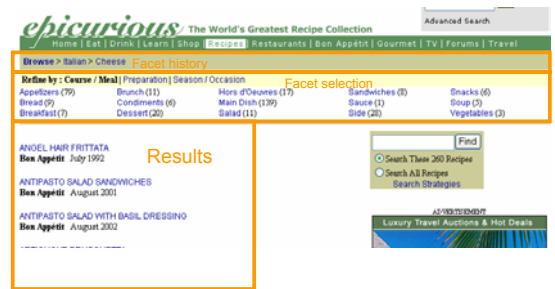 epicurious The World's Greatest Recipe Collection
Advanced Search
Home | Eat | Drink | Learn | Shop | Recipes | Restaurants | Bon Appétit | Gourmet | TV | Forums | Travel
Browse > Italian > Cheese Facet history
Refine by : Course / Meal | Preparation | Season / Occasion Facet selection
Appetizers (79) Brunch (11) Hors d'Oeuvres (17) Sandwiches (8) Snacks (6)
Bread (9) Condiments (6) Main Dish (139) Sauce (1) Soup (5)
Breakfast (7) Dessert (20) Salad (11) Side (28) Vegetables (3)
Find
Results
ANGEL HAIR FRITTATA
Bon Appétit July 1992
Search These 260 Recipes
Search All Recipes
Search Strategies
ANTIPASTO SALAD SANDWICHES
Bon Appétit August 2001
ANTIPASTO SALAD WITH BASIL DRESSING
Bon Appétit August 2002
ADVERTISEMENT
Luxury Travel Auctions & Hot Deals